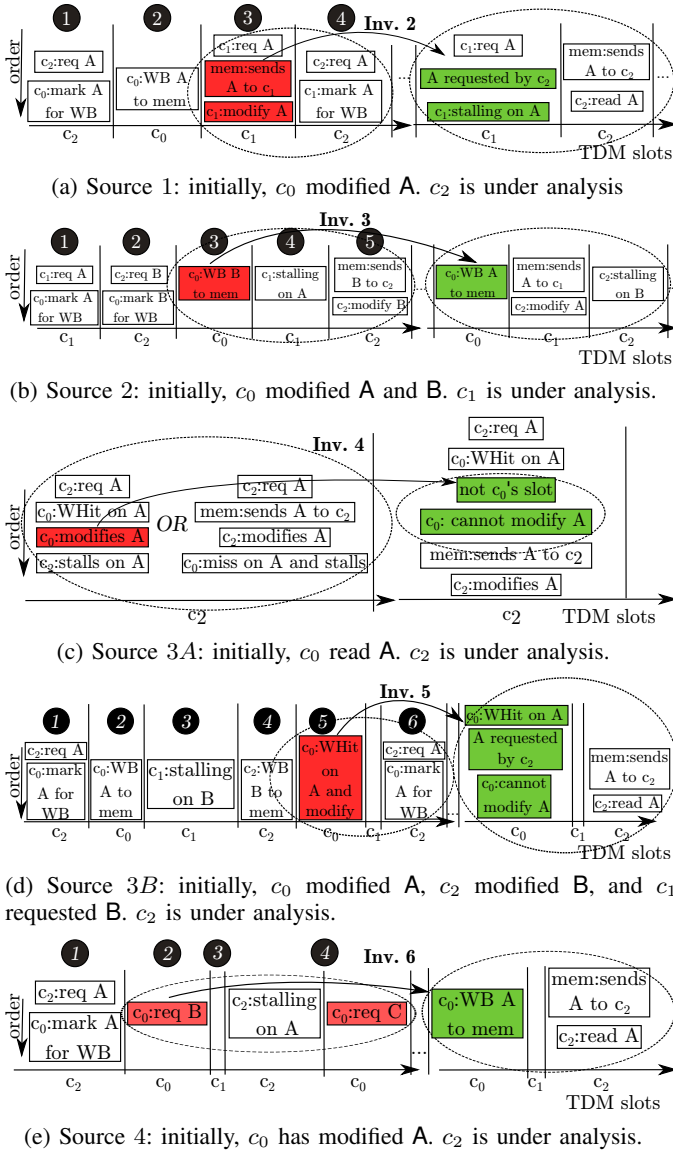 1 2 3 4 Inv. 2
order
c₂:req A
c₀:mark A
for WB
c₀:WB A
to mem
c₁:req A
mem:sends
A to c₁
c₁:modify A
c₂:req A
c₁:mark A
for WB
...
c₁:req A
A requested by c₂
c₁:stalling on A
mem:sends
A to c₂
c₂:read A
...
c₂ c₀ c₁ c₂ c₁ c₂
TDM slots
(a) Source 1: initially, c₀ modified A. c₂ is under analysis
Inv. 3
1 2 3 4 5
order
c₁:req A
c₀:mark A
for WB
c₂:req B
c₀:mark B
for WB
c₀:WB B
to mem
c₁:stalling
on A
mem:sends
B to c₂
c₂:modify B
...
c₀:WB A
to mem
mem:sends
A to c₁
c₂:modify A
c₂:stalling
on B
...
c₁ c₂ c₀ c₁ c₂ c₀ c₁ c₂
TDM slots
(b) Source 2: initially, c₀ modified A and B. c₁ is under analysis.
Inv. 4
order
c₂:req A
c₀:WHit on A
c₀:modifies A
c₂:stalls on A
OR
c₂:req A
mem:sends A to c₂
c₂:modifies A
c₀:miss on A and stalls
c₂:req A
c₀:WHit on A
not c₀'s slot
c₀: cannot modify A
mem:sends A to c₂
c₂:modifies A
c₂ c₂
TDM slots
(c) Source 3A: initially, c₀ read A. c₂ is under analysis.
Inv. 5
1 2 3 4 5 6
order
c₂:req A
c₀:mark
A for
WB
c₀:WB
A to
mem
c₁:stalling
on B
c₂:WB
B to
mem
c₀:WHit
on
A and
modify
c₂:req A
c₀:mark
A for
WB
...
c₀:WHit on A
A requested
by c₂
c₀:cannot
modify A
mem:sends
A to c₂
c₂:read A
c₂ c₀ c₁ c₂ c₀ c₁ c₂ c₀ c₁ c₂
TDM slots
(d) Source 3B: initially, c₀ modified A, c₂ modified B, and c₁
requested B. c₂ is under analysis.
1 2 3 4 Inv. 6
order
c₂:req A
c₀:mark A
for WB
c₀:req B
c₂:stalling
on A
c₀:req C
...
c₀:WB A
to mem
mem:sends
A to c₂
c₂:read A
c₂ c₀ c₁ c₂ c₀ c₀ c₁ c₂
TDM slots
(e) Source 4: initially, c₀ has modified A. c₂ is under analysis.